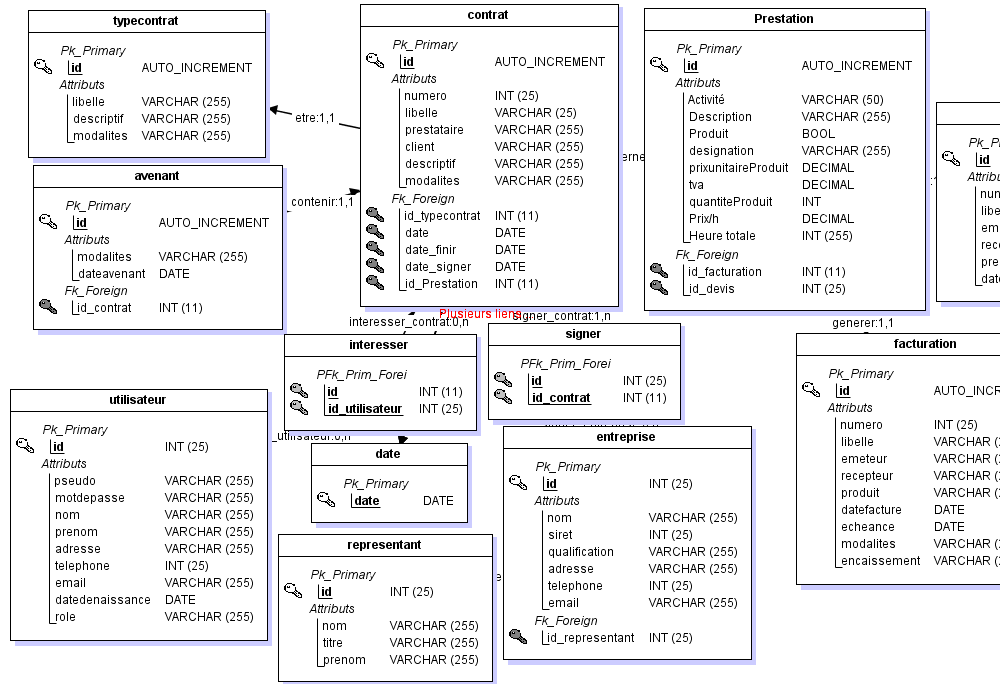 typecontrat
Pk_Primary
id AUTO_INCREMENT
Attributs
libelle VARCHAR (255)
descriptif VARCHAR (255)
modalites VARCHAR (255)
etre:1,1
contrat
Pk_Primary
id AUTO_INCREMENT
Attributs
numero INT (25)
libelle VARCHAR (25)
prestataire VARCHAR (255)
client VARCHAR (255)
descriptif VARCHAR (255)
modalites VARCHAR (255)
Fk_Foreign
id_typecontrat INT (11)
date DATE
date_finir DATE
date_signer DATE
id_Prestation INT (11)
Prestation
Pk_Primary
id AUTO_INCREMENT
Attributs
Activité VARCHAR (50)
Description VARCHAR (255)
Produit BOOL
designation VARCHAR (255)
prixunitaireProduit DECIMAL
tva DECIMAL
quantiteProduit INT
Prix/h DECIMAL
Heure totale INT (255)
Fk_Foreign
id_facturation INT (11)
id_devis INT (25)
avenant
Pk_Primary
id AUTO_INCREMENT
Attributs
modalites VARCHAR (255)
dateavenant DATE
Fk_Foreign
id_contrat INT (11)
contenir:1,1
Plusieurs liens
interesser_contrat:0,n
signer_contrat:1,n
generer:1,1
interesser
PFk_Prim_Forei
id INT (11)
id_utilisateur INT (25)
signer
PFk_Prim_Forei
id INT (25)
id_contrat INT (11)
facturation
Pk_Primary
id AUTO_INCR
Attributs
numero INT (25)
libelle VARCHAR (
emeteur VARCHAR (
recepteur VARCHAR (
produit VARCHAR (
datefacture DATE
echeance DATE
modalites VARCHAR (
encaissement VARCHAR (
utilisateur
Pk_Primary
id INT (25)
Attributs
pseudo VARCHAR (255)
motdepasse VARCHAR (255)
nom VARCHAR (255)
prenom VARCHAR (255)
adresse VARCHAR (255)
telephone INT (25)
email VARCHAR (255)
datedenaissance DATE
role VARCHAR (255)
_utilisateur:0,n
date
Pk_Primary
date DATE
entreprise
Pk_Primary
id INT (25)
Attributs
nom VARCHAR (255)
siret INT (25)
qualification VARCHAR (255)
adresse VARCHAR (255)
telephone INT (25)
email VARCHAR (255)
Fk_Foreign
id_representant INT (25)
representant
Pk_Primary
id INT (25)
Attributs
nom VARCHAR (255)
titre VARCHAR (255)
prenom VARCHAR (255)